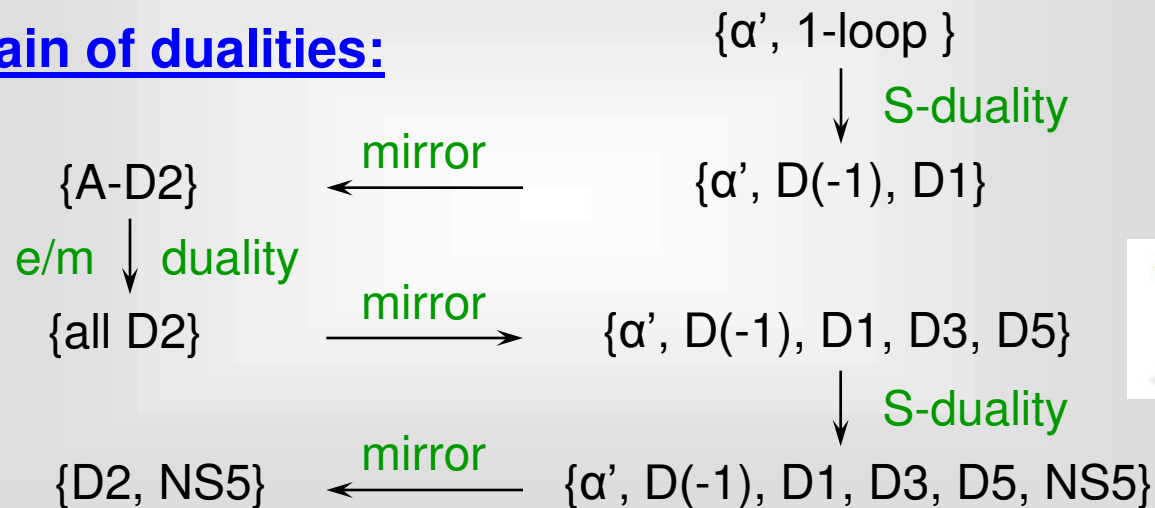 ain of dualities:
{α', 1-loop }
S-duality
mirror
{A-D2}
{α', D(-1), D1}
e/m duality
mirror
{all D2}
{α', D(-1), D1, D3, D5}
S-duality
mirror
{D2, NS5}
{α', D(-1), D1, D3, D5, NS5}